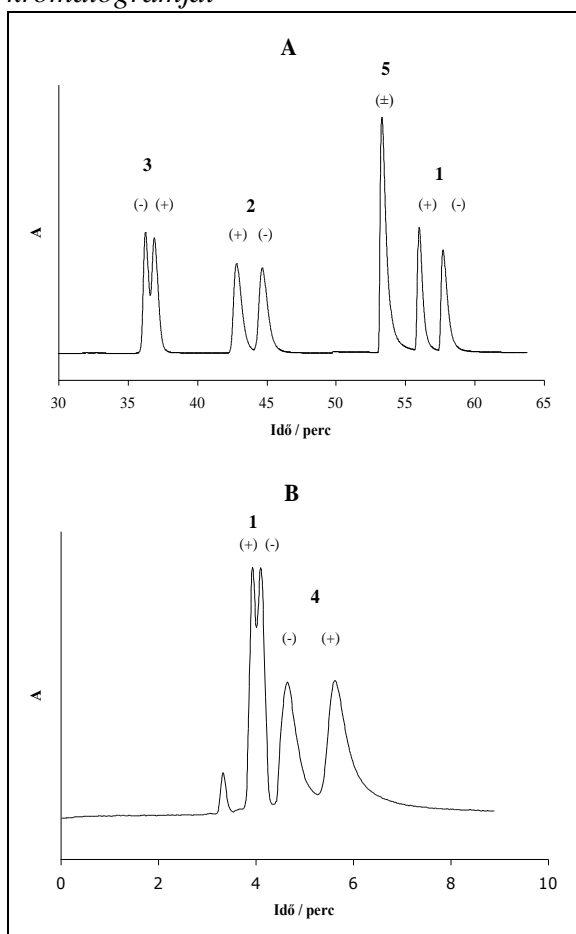 kromatogramját
A
5
(±)
3
1
(-) (+)
2
(+) (-)
(+) (-)
A
30 35 40 45 50 55 60 65
Idő / perc
B
1
(+) (-)
4
(-) (+)
A
0 2 4 6 8 10
Idő / perc